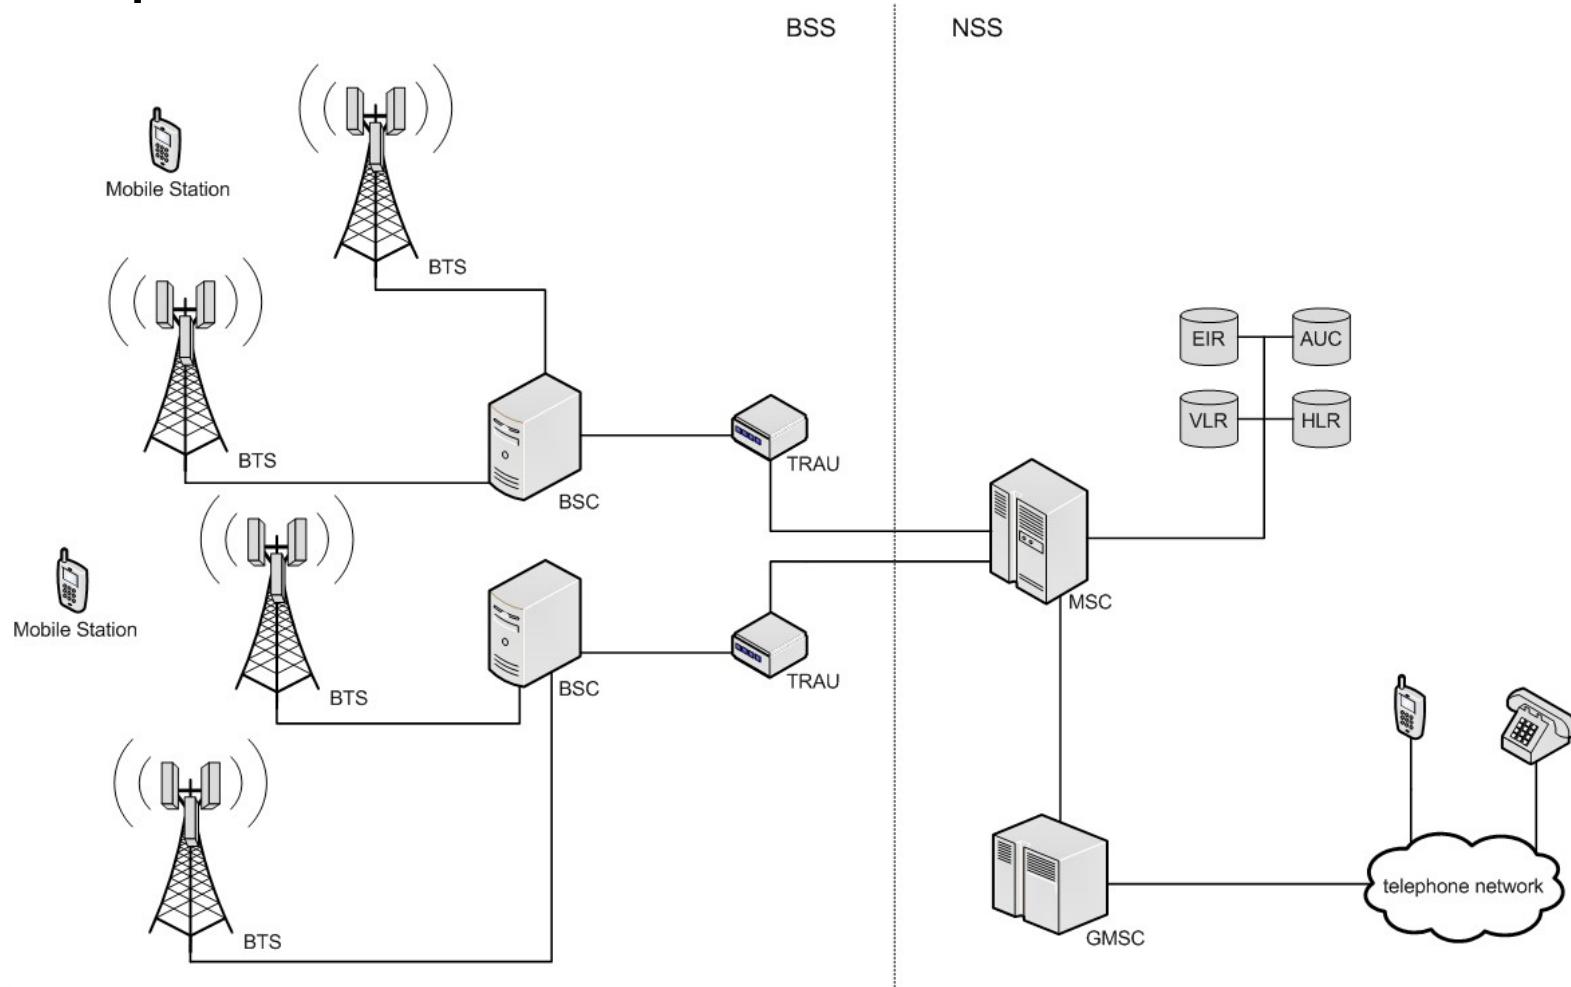 BSS
NSS
Mobile Station
BTS
BTS
EIR
AUC
VLR
HLR
TRAU
BSC
MSC
Mobile Station
BTS
BSC
TRAU
telephone network
GMSC
BTS